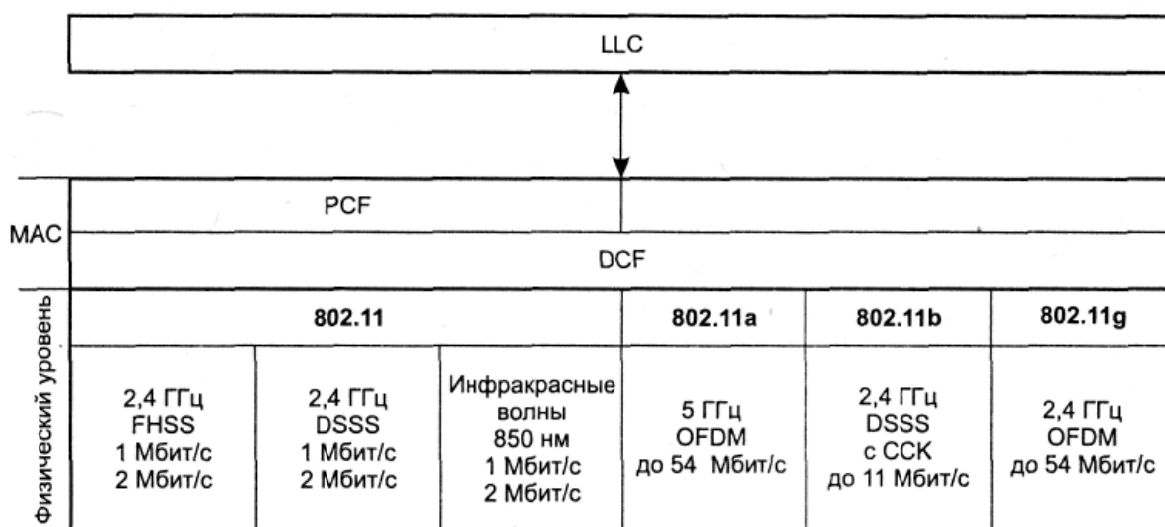 LLC
MAC
PCF
DCF
Физический уровень
802.11
802.11a
802.11b
802.11g
2,4 ГГц
FHSS
1 Мбит/с
2 Мбит/с
2,4 ГГц
DSSS
1 Мбит/с
2 Мбит/с
Инфракрасные
волны
850 нм
1 Мбит/с
2 Мбит/с
5 ГГц
OFDM
до 54 Мбит/с
2,4 ГГц
DSSS
с CCK
до 11 Мбит/с
2,4 ГГц
OFDM
до 54 Мбит/с